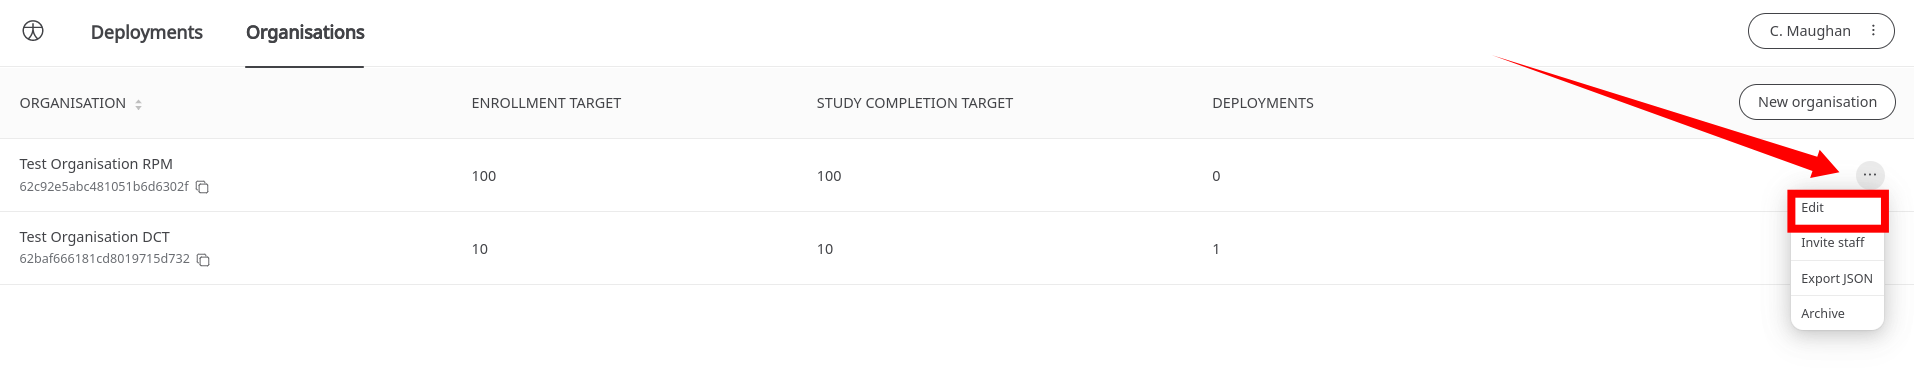 Deployments Organisations C. Maughan
ORGANISATION ENROLLMENT TARGET STUDY COMPLETION TARGET DEPLOYMENTS New organisation
Test Organisation RPM
62c92e5abc481051b6d6302f
100 100 0
Edit
Test Organisation DCT
62baf666181cd8019715d732
10 10 1
Invite staff
Export JSON
Archive